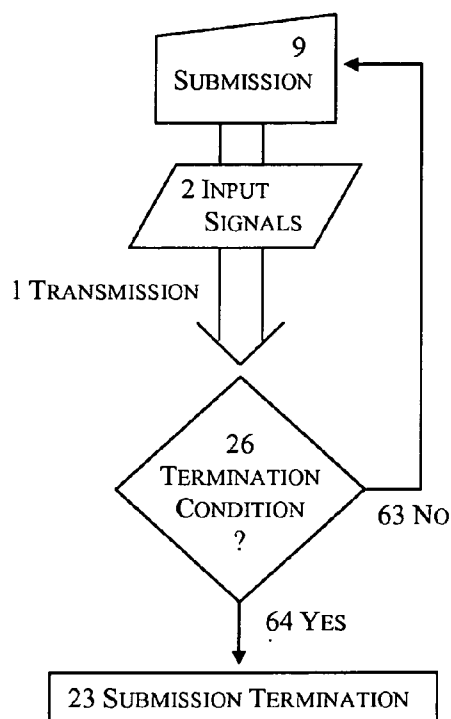 9
SUBMISSION
2 INPUT
SIGNALS
1 TRANSMISSION
26
TERMINATION
CONDITION
?
63 NO
64 YES
23 SUBMISSION TERMINATION